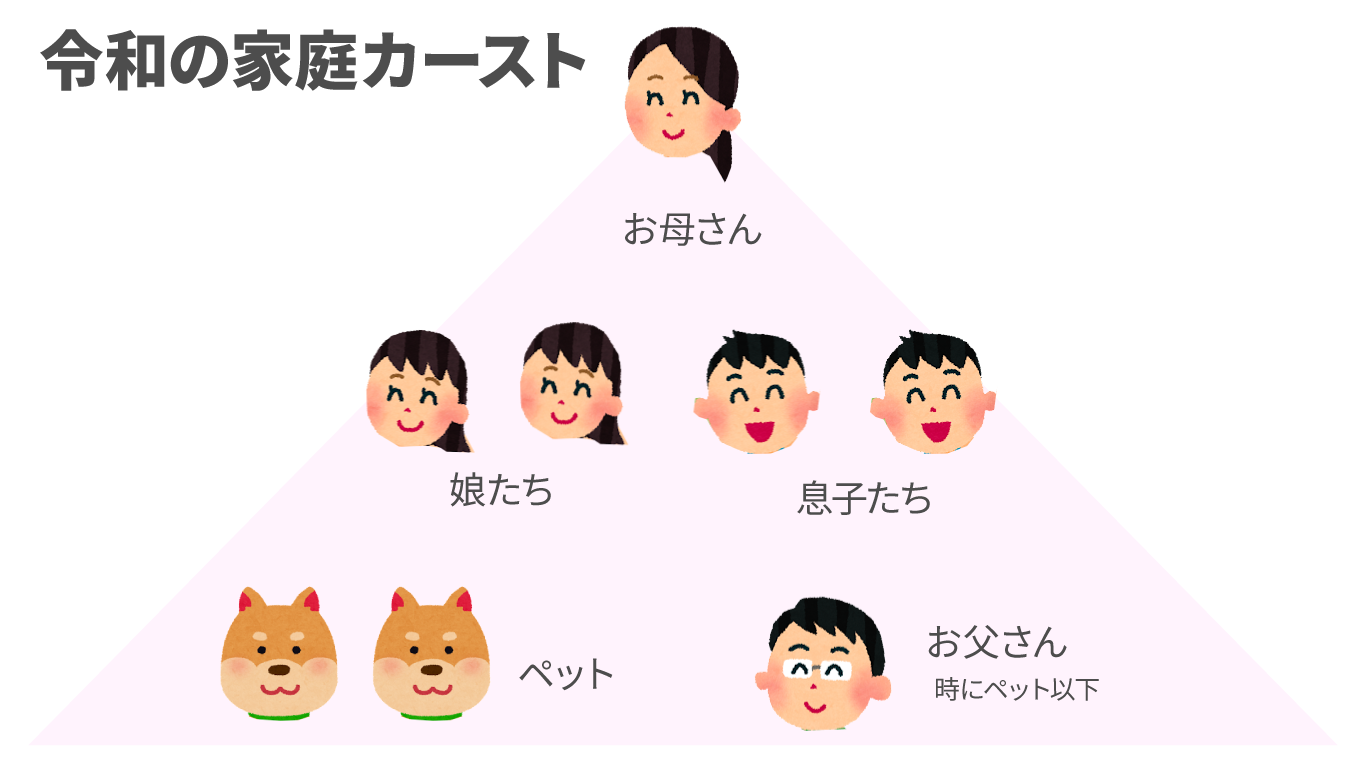 令和の家庭カースト
お母さん
娘たち
息子たち
ペット
お父さん
時にペット以下